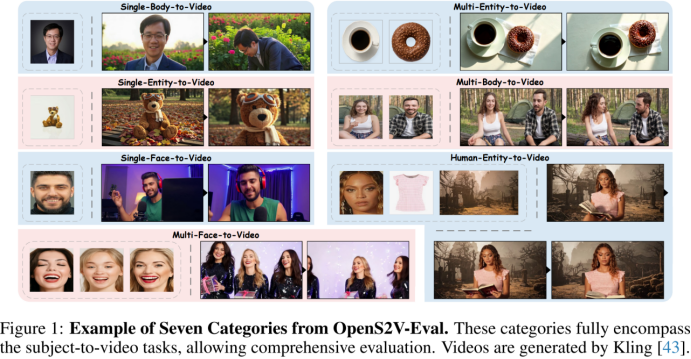 Single-Body-to-Video
Multi-Entity-to-Video
Single-Entity-to-Video
Multi-Body-to-Video
Single-Face-to-Video
Human-Entity-to-Video
Multi-Face-to-Video
Figure 1: Example of Seven Categories from OpenS2V-Eval. These categories fully encompass
the subject-to-video tasks, allowing comprehensive evaluation. Videos are generated by Kling [43].